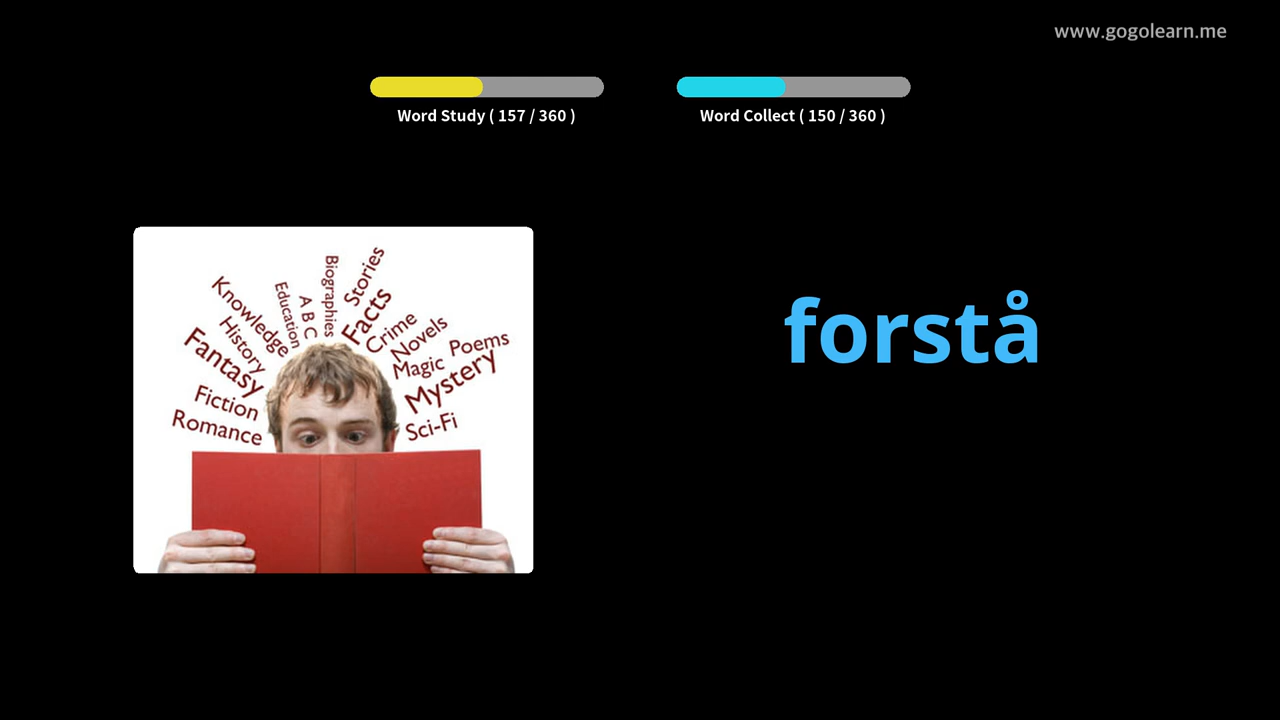 www.gogolearn.me
Word Study ( 157 / 360 )
Word Collect ( 150 / 360 )
Knowledge
History
Fantasy
Fiction
Romance
Education
A B C
Biographies
Stories
Facts
Crime
Novels
Magic
Poems
Mystery
Sci-Fi
forstå